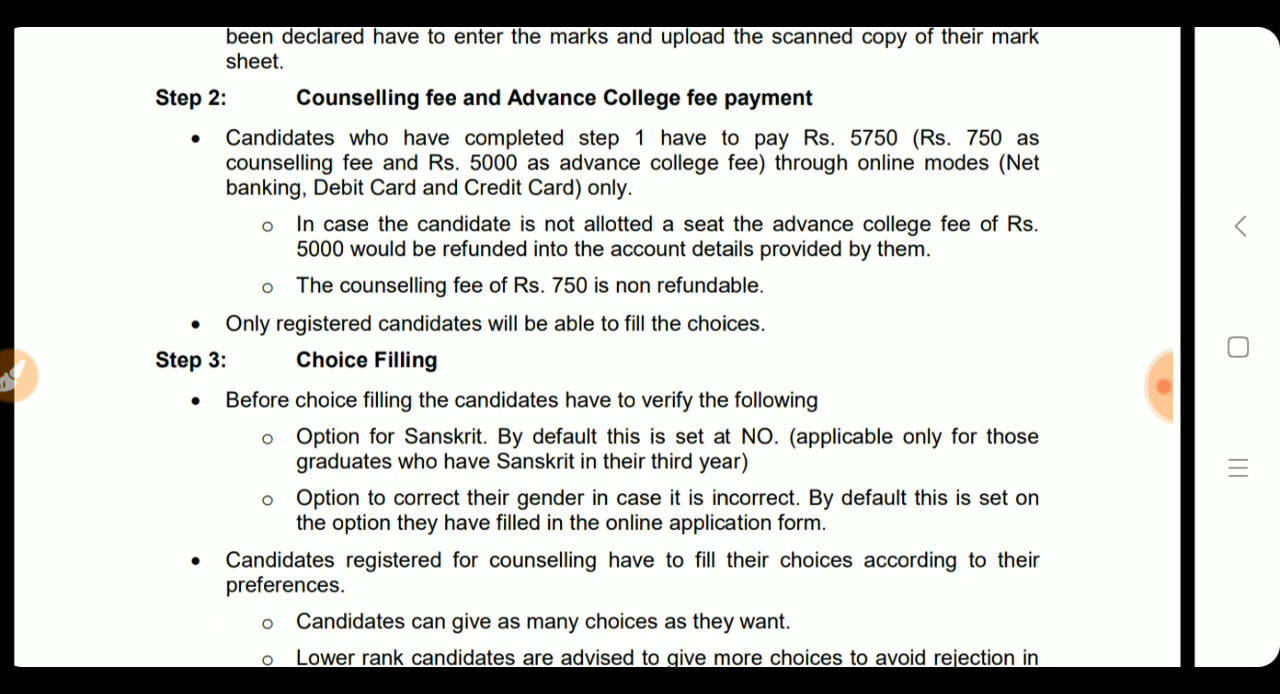 been declared have to enter the marks and upload the scanned copy of their mark
sheet.
Step 2: Counselling fee and Advance College fee payment
• Candidates who have completed step 1 have to pay Rs. 5750 (Rs. 750 as
counselling fee and Rs. 5000 as advance college fee) through online modes (Net
banking, Debit Card and Credit Card) only.
o In case the candidate is not allotted a seat the advance college fee of Rs.
5000 would be refunded into the account details provided by them.
o The counselling fee of Rs. 750 is non refundable.
• Only registered candidates will be able to fill the choices.
Step 3: Choice Filling
• Before choice filling the candidates have to verify the following
o Option for Sanskrit. By default this is set at NO. (applicable only for those
graduates who have Sanskrit in their third year)
o Option to correct their gender in case it is incorrect. By default this is set on
the option they have filled in the online application form.
• Candidates registered for counselling have to fill their choices according to their
preferences.
o Candidates can give as many choices as they want.
o Lower rank candidates are advised to give more choices to avoid rejection in